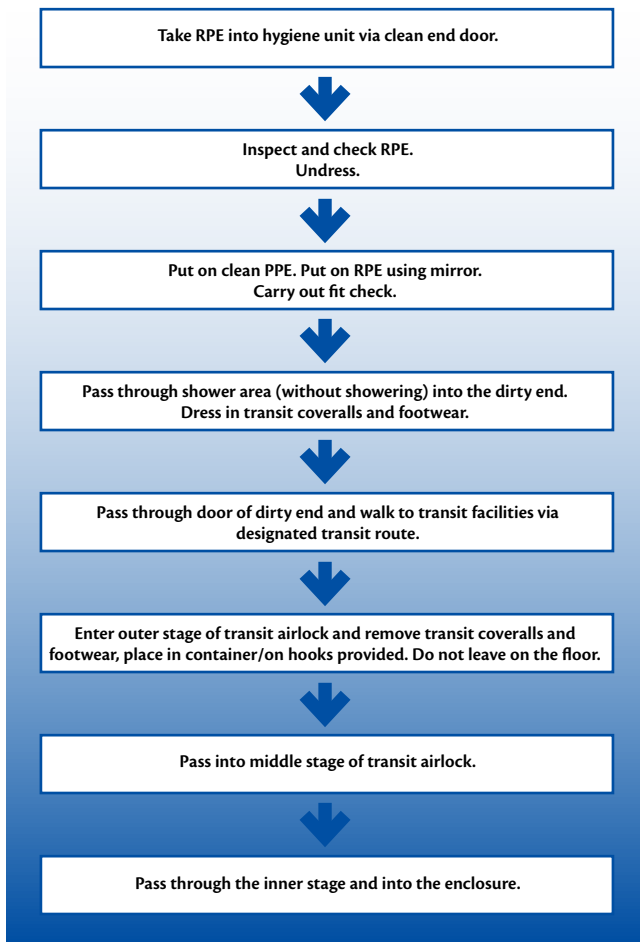 Take RPE into hygiene unit via clean end door.
Inspect and check RPE.
Undress.
Put on clean PPE. Put on RPE using mirror.
Carry out fit check.
Pass through shower area (without showering) into the dirty end.
Dress in transit coveralls and footwear.
Pass through door of dirty end and walk to transit facilities via
designated transit route.
Enter outer stage of transit airlock and remove transit coveralls and
footwear, place in container/on hooks provided. Do not leave on the floor.
Pass into middle stage of transit airlock.
Pass through the inner stage and into the enclosure.